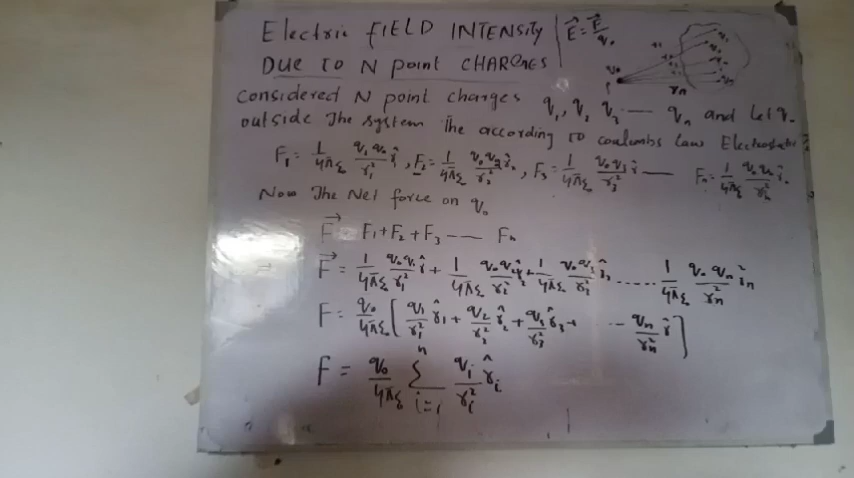 Electric FIELD INTENSITY | E⃗ = F⃗/q₀
DUE TO N point CHARGES
Considered N point charges q₁, q₂ q₃ ---- qₙ and let q₀
outside The system The according to coulombs law Electrostatic
F₁ = 1/4πε₀ q₁q₀/r₁² r̂, F₂ = 1/4πε₀ q₀q₂/r₂² r̂₂, F₃ = 1/4πε₀ q₀q₃/r₃² r̂ ---- Fₙ = 1/4πε₀ q₀qₙ/rₙ² r̂
Now The Net force on q₀
F⃗ = F₁+F₂+F₃ ---- Fₙ
F⃗ = 1/4πε₀ q₀q₁/r₁² r̂ + 1/4πε₀ q₀q₂/r₂² r̂ + 1/4πε₀ q₀q₃/r₃² r̂ ...... 1/4πε₀ q₀qₙ/rₙ² r̂ₙ
F = q₀/4πε₀ [q₁/r₁² r̂₁ + q₂/r₂² r̂₂ + q₃/r₃² r̂₃ + ... qₙ/rₙ² r̂]
F = q₀/4πε₀ Σ n i=1 qᵢ/rᵢ² r̂ᵢ